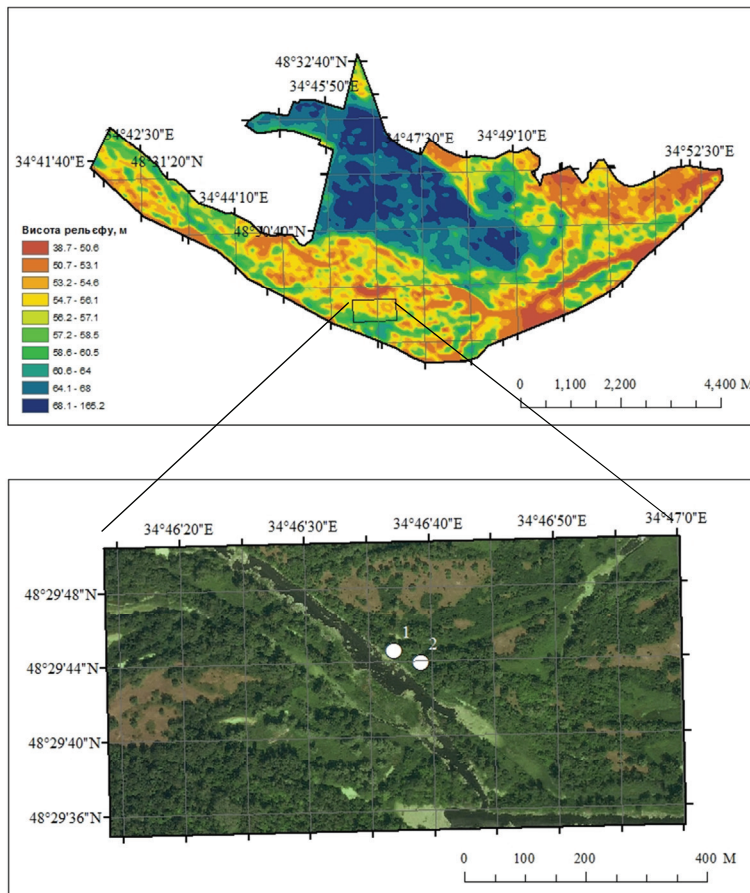 48°32'40"N
34°45'50"E
34°42'30"E
34°47'30"E
34°49'10"E
34°41'40"E
48°31'20"N
34°52'30"E
34°44'10"E
48°30'40"N
Висота рельєфу, м
38.7 - 50.6
50.7 - 53.1
53.2 - 54.6
54.7 - 56.1
56.2 - 57.1
57.2 - 58.5
58.6 - 60.5
60.6 - 64
64.1 - 68
68.1 - 165.2
0 1,100 2,200 4,400 М
34°46'20"E 34°46'30"E 34°46'40"E 34°46'50"E 34°47'0"E
48°29'48"N
1
2
48°29'44"N
48°29'40"N
48°29'36"N
0 100 200 400 М